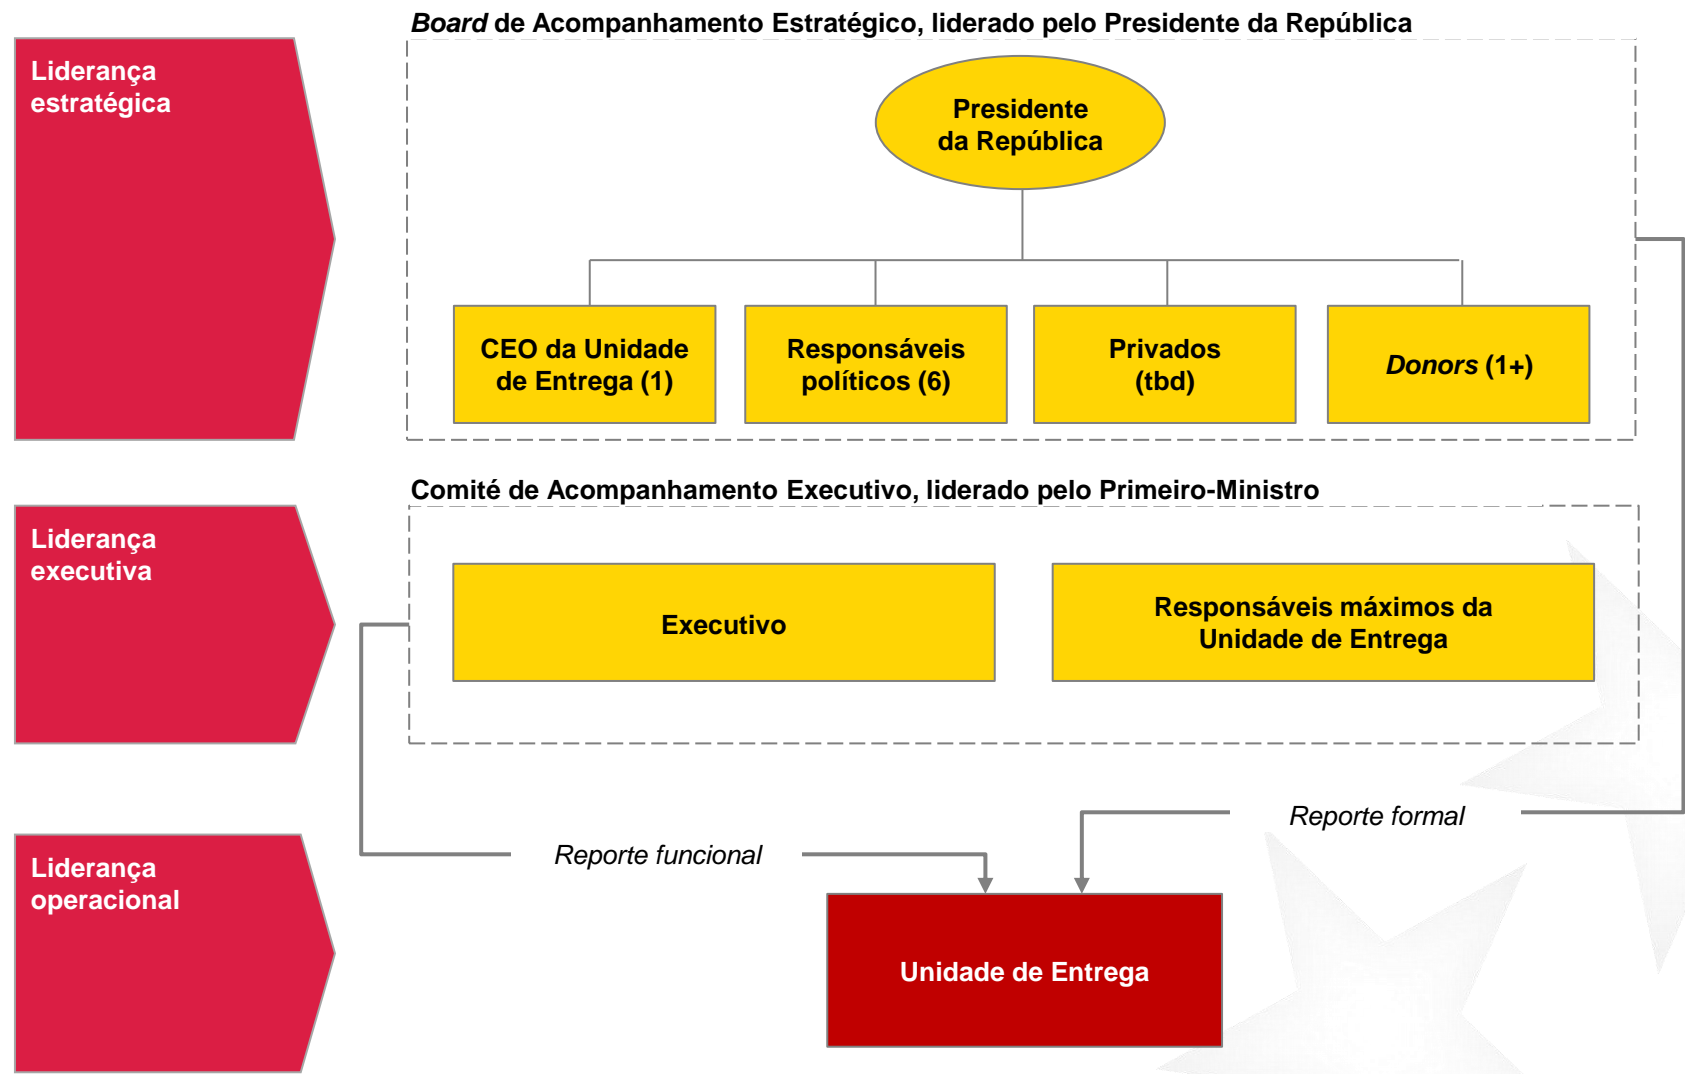 Board de Acompanhamento Estratégico, liderado pelo Presidente da República
Liderança
estratégica
Presidente
da República
CEO da Unidade
de Entrega (1)
Responsáveis
políticos (6)
Privados
(tbd)
Donors (1+)
Comité de Acompanhamento Executivo, liderado pelo Primeiro-Ministro
Liderança
executiva
Executivo
Responsáveis máximos da
Unidade de Entrega
Reporte formal
Reporte funcional
Liderança
operacional
Unidade de Entrega